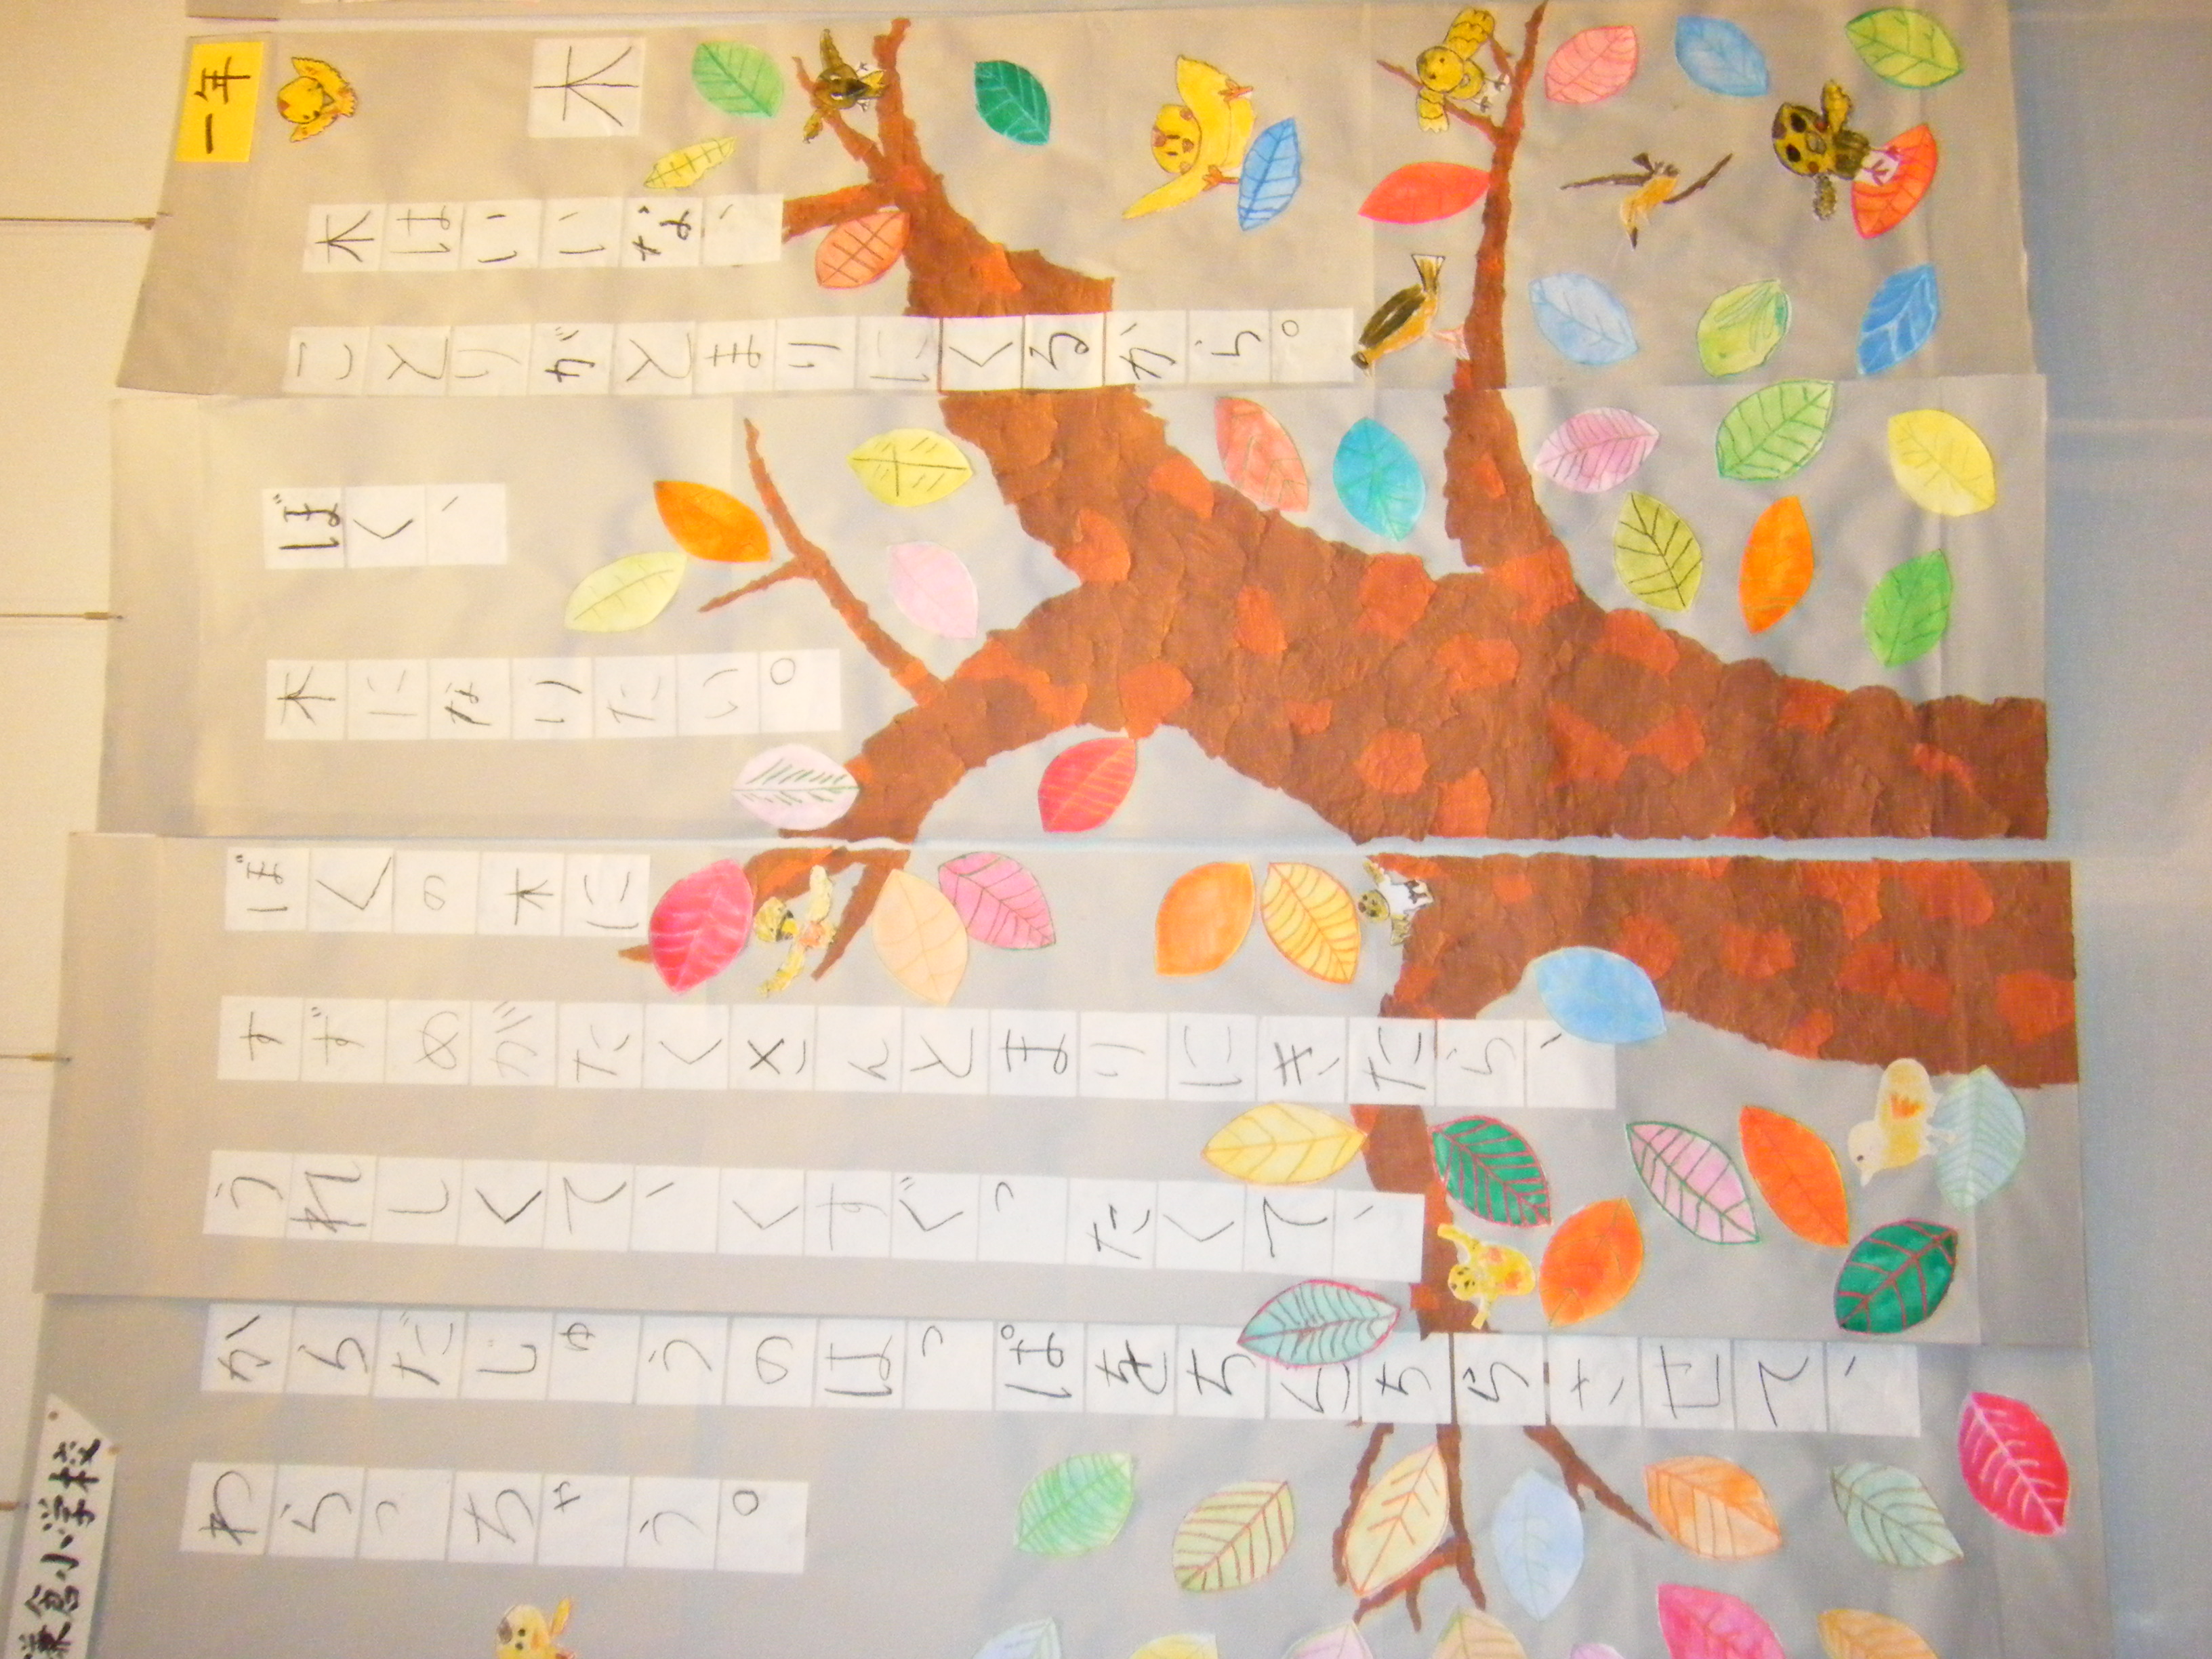 一年
木
木はいいな、
ことりがとまりにくるから。
ぼく、
木になりたい。
ぼくの木に
すずめがたくさんとまりにきたら、
うれしくて、くすぐったくて、
からだじゅうのはっぱをちらちらさせて、
わらっちゃう。
倉小学校